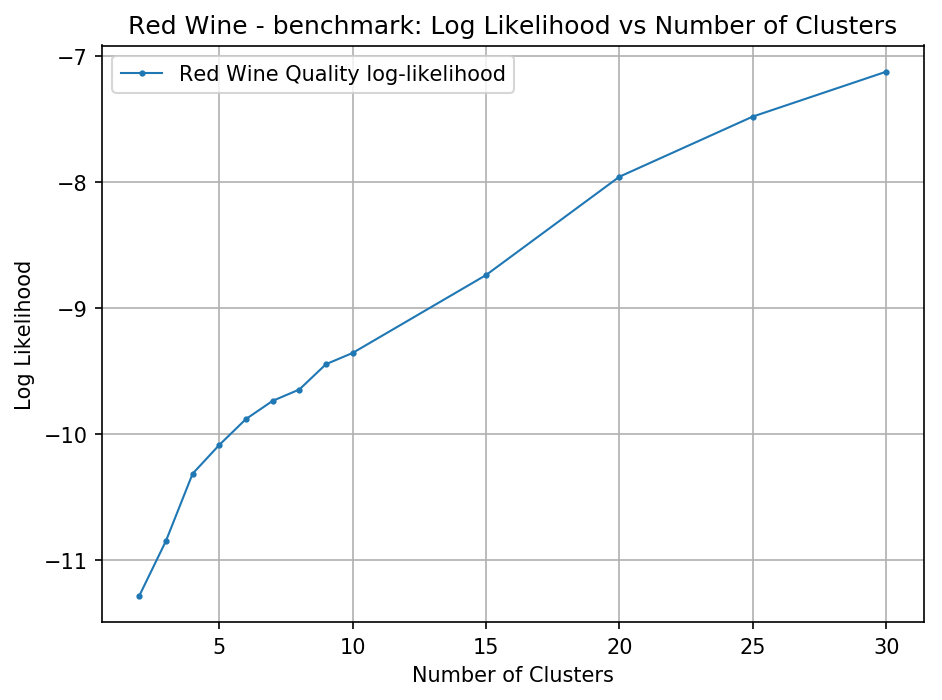 Red Wine - benchmark: Log Likelihood vs Number of Clusters
Red Wine Quality log-likelihood
−7
−8
−9
−10
−11
Log Likelihood
5 10 15 20 25 30
Number of Clusters